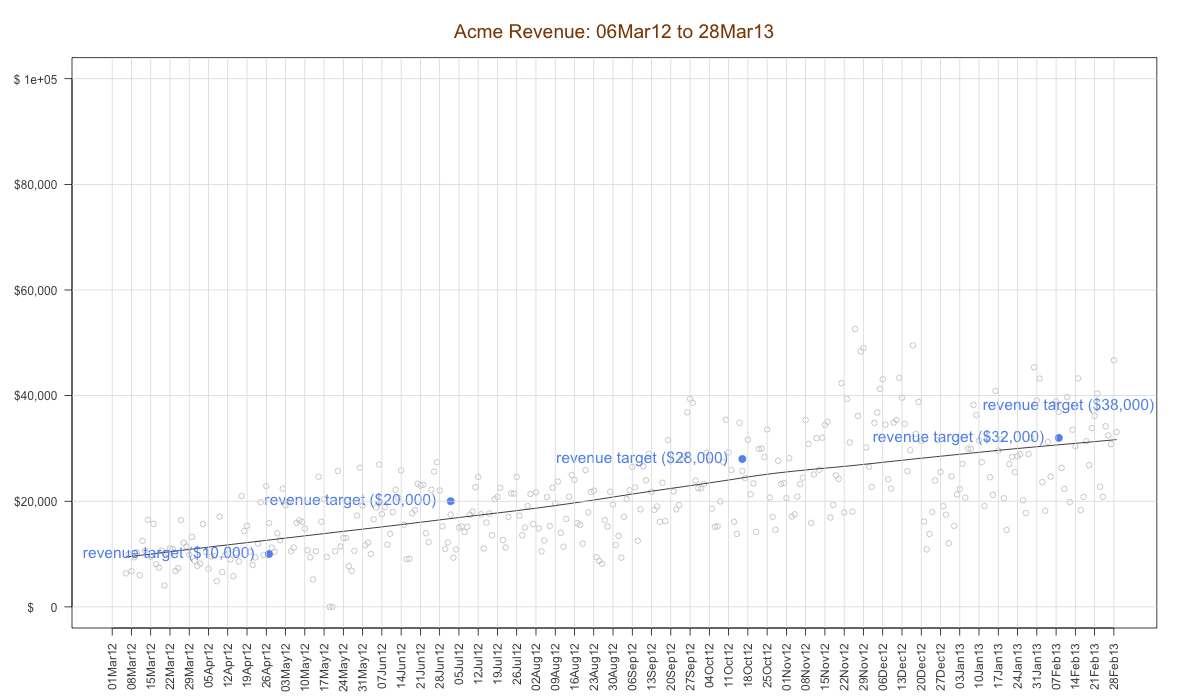 Acme Revenue: 06Mar12 to 28Mar13
$ 1e+05
$80,000
$60,000
$40,000
$20,000
$ 0
revenue target ($38,000)
revenue target ($32,000)
revenue target ($28,000)
revenue target ($20,000)
revenue target ($10,000)
01Mar12
08Mar12
15Mar12
22Mar12
29Mar12
05Apr12
12Apr12
19Apr12
26Apr12
03May12
10May12
17May12
24May12
31May12
07Jun12
14Jun12
21Jun12
28Jun12
05Jul12
12Jul12
19Jul12
26Jul12
02Aug12
09Aug12
16Aug12
23Aug12
30Aug12
06Sep12
13Sep12
20Sep12
27Sep12
04Oct12
11Oct12
18Oct12
25Oct12
01Nov12
08Nov12
15Nov12
22Nov12
29Nov12
06Dec12
13Dec12
20Dec12
27Dec12
03Jan13
10Jan13
17Jan13
24Jan13
31Jan13
07Feb13
14Feb13
21Feb13
28Feb13